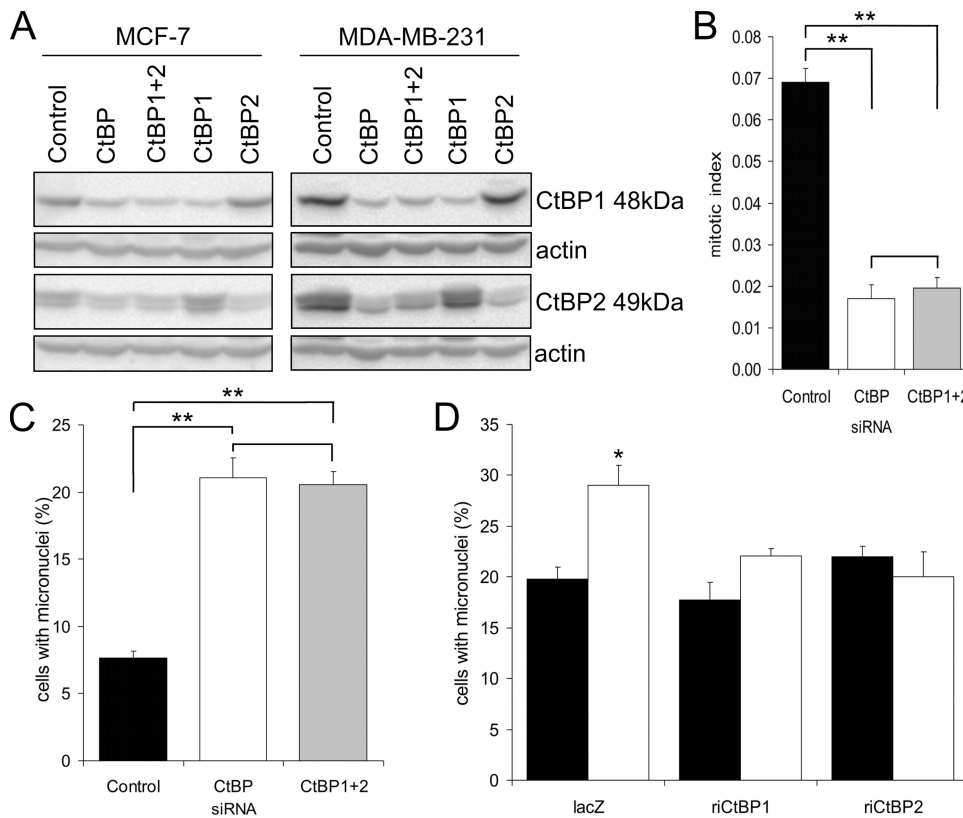 A
MCF-7
MDA-MB-231
Control
CtBP
CtBP1+2
CtBP1
CtBP2
Control
CtBP
CtBP1+2
CtBP1
CtBP2
CtBP1 48kDa
actin
CtBP2 49kDa
actin
B
mitotic index
0.08
0.07
0.06
0.05
0.04
0.03
0.02
0.01
0.00
**
**
Control CtBP CtBP1+2
siRNA
C
cells with micronuclei (%)
25
20
15
10
5
0
**
**
Control CtBP CtBP1+2
siRNA
D
cells with micronuclei (%)
35
30
25
20
15
10
5
0
*
lacZ riCtBP1 riCtBP2